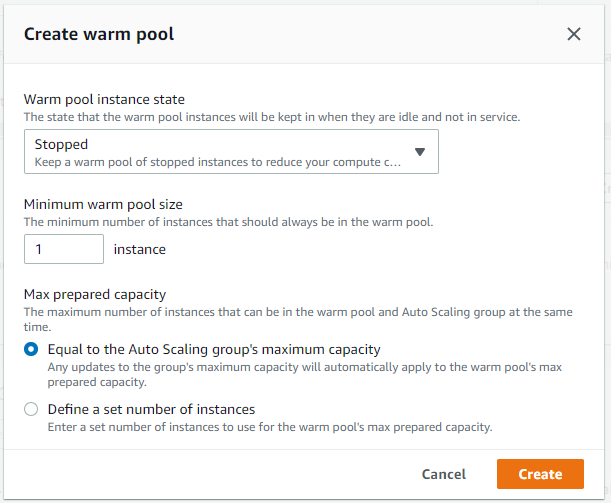 Create warm pool
Warm pool instance state
The state that the warm pool instances will be kept in when they are idle and not in service.
Stopped
Keep a warm pool of stopped instances to reduce your compute c...
Minimum warm pool size
The minimum number of instances that should always be in the warm pool.
1 instance
Max prepared capacity
The maximum number of instances that can be in the warm pool and Auto Scaling group at the same
time.
Equal to the Auto Scaling group's maximum capacity
Any updates to the group's maximum capacity will automatically apply to the warm pool's max
prepared capacity.
Define a set number of instances
Enter a set number of instances to use for the warm pool's max prepared capacity.
Cancel Create